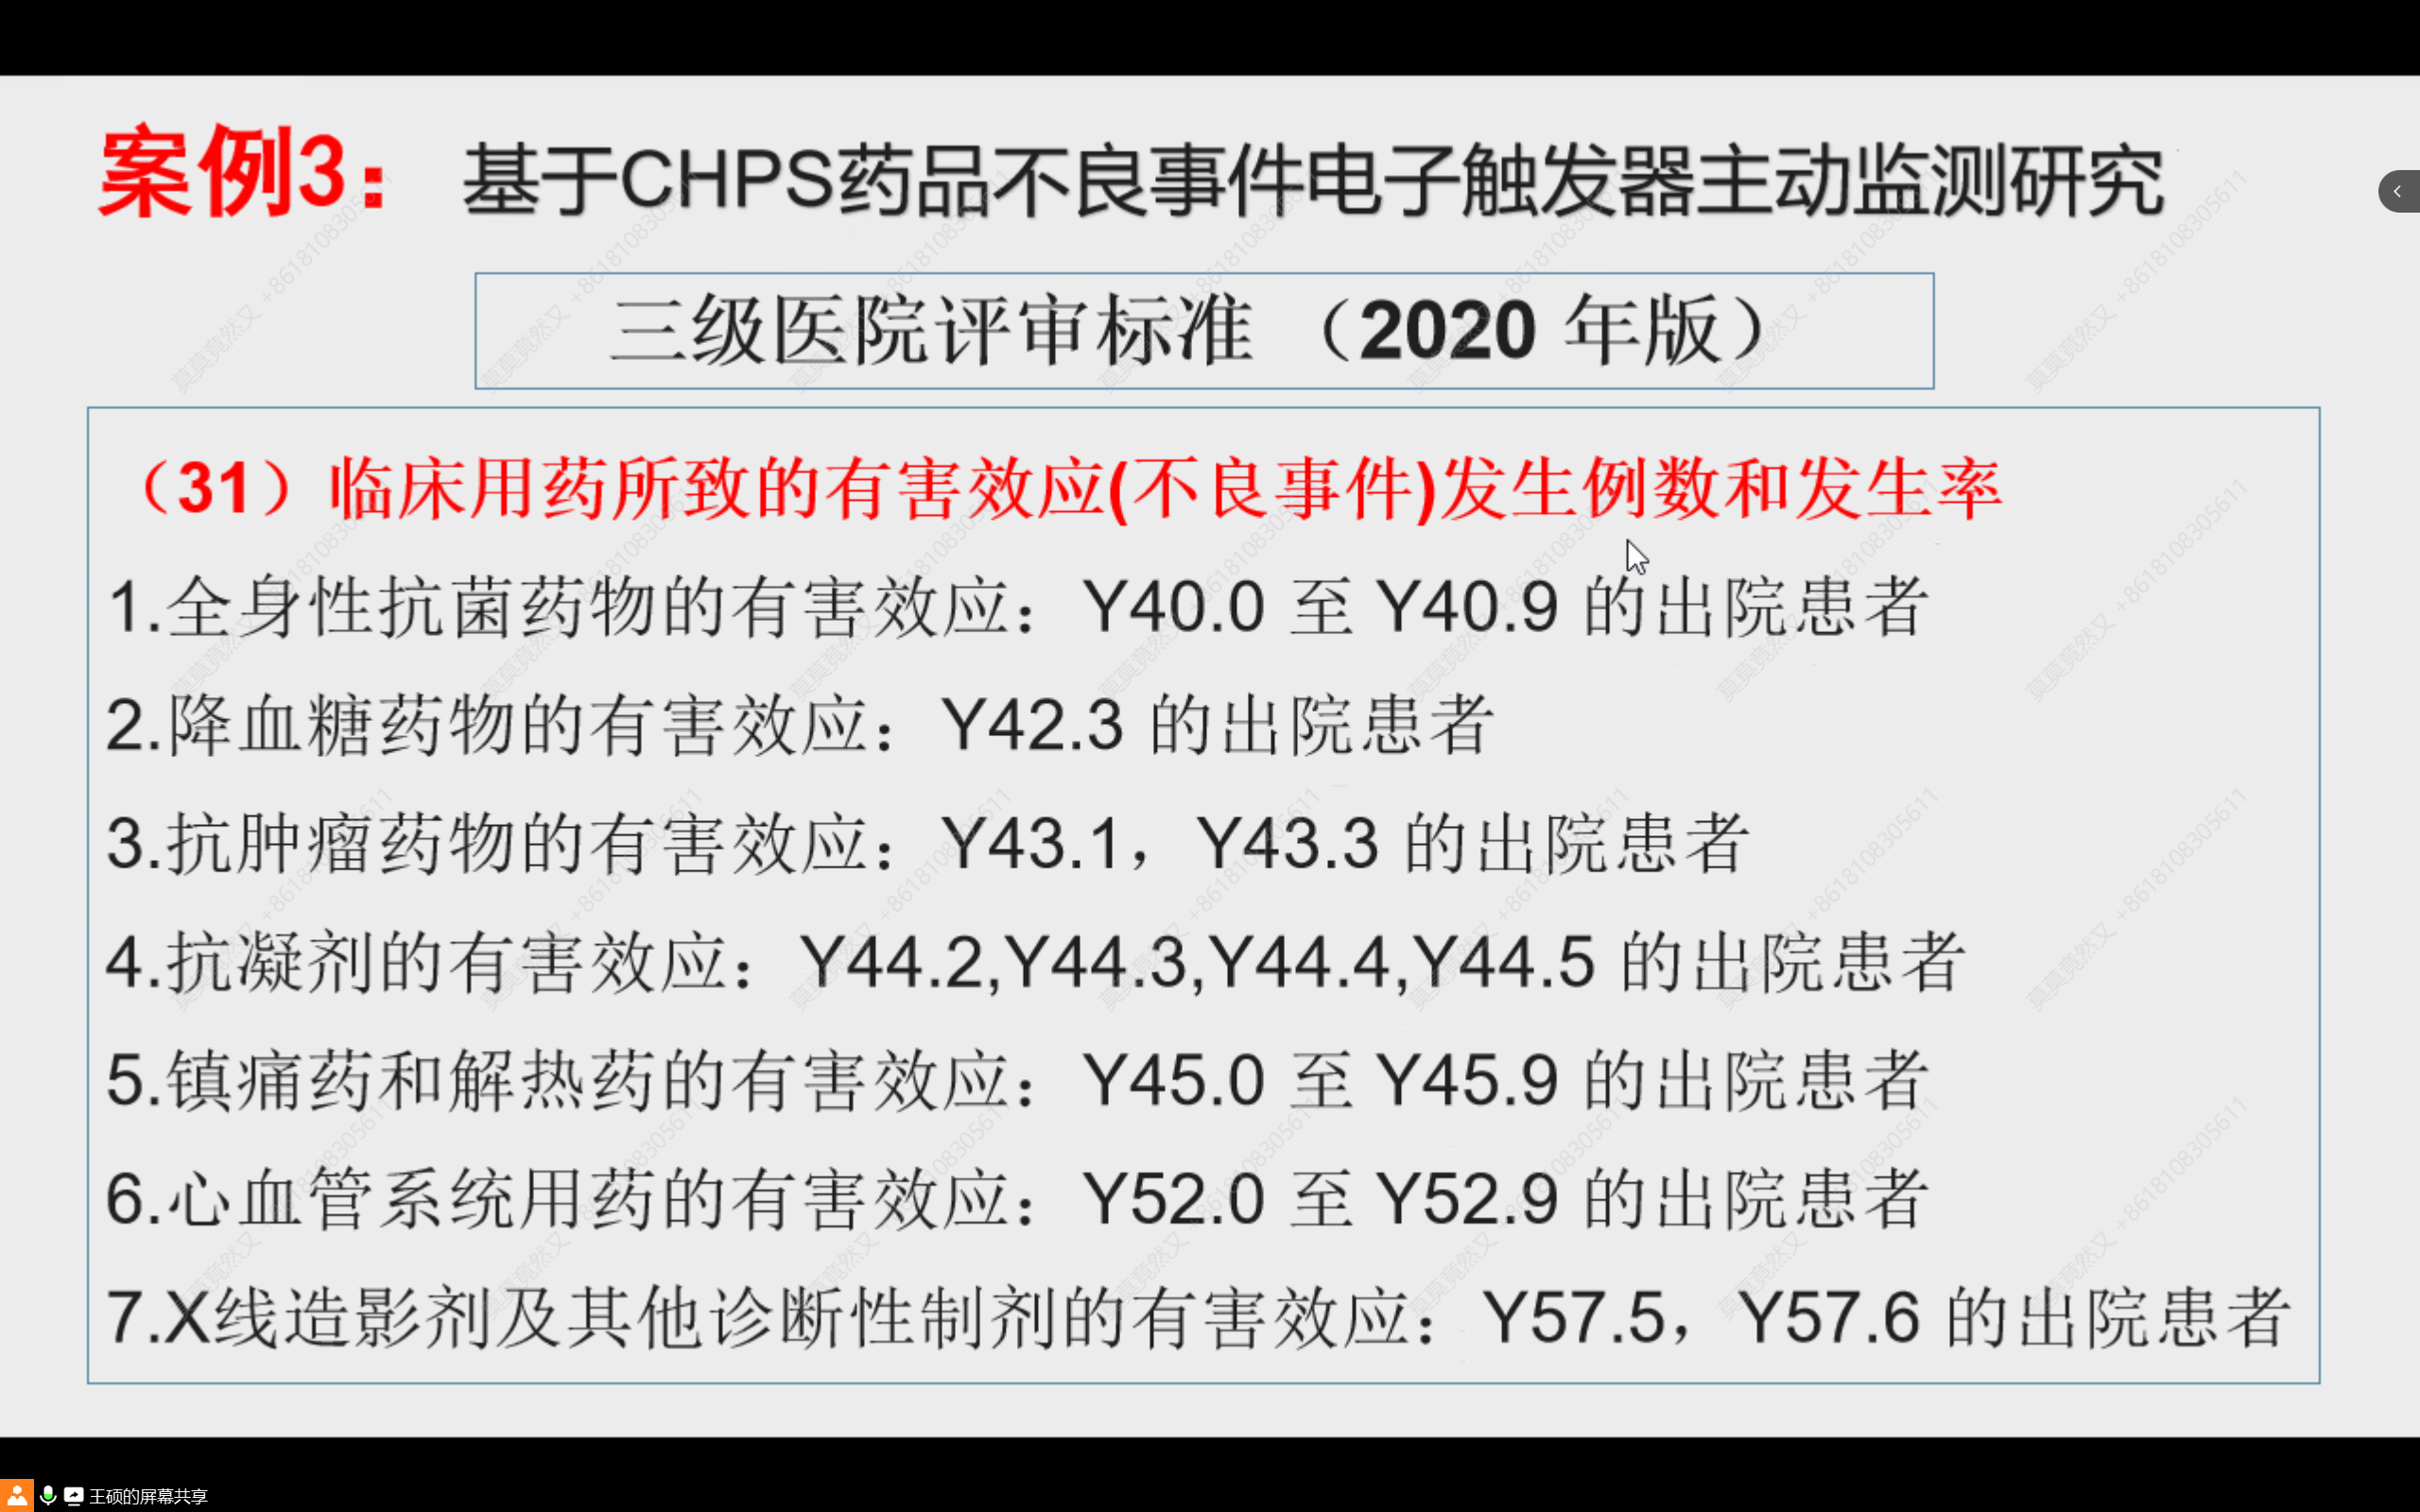 案例3： 基于CHPS药品不良事件电子触发器主动监测研究
三级医院评审标准 （2020 年版）
（31）临床用药所致的有害效应(不良事件)发生例数和发生率
1.全身性抗菌药物的有害效应： Y40.0 至 Y40.9 的出院患者
2.降血糖药物的有害效应： Y42.3 的出院患者
3.抗肿瘤药物的有害效应：Y43.1， Y43.3 的出院患者
4.抗凝剂的有害效应： Y44.2,Y44.3,Y44.4,Y44.5 的出院患者
5.镇痛药和解热药的有害效应： Y45.0 至 Y45.9 的出院患者
6.心血管系统用药的有害效应： Y52.0 至 Y52.9 的出院患者
7.X线造影剂及其他诊断性制剂的有害效应：Y57.5， Y57.6 的出院患者
王硕的屏幕共享